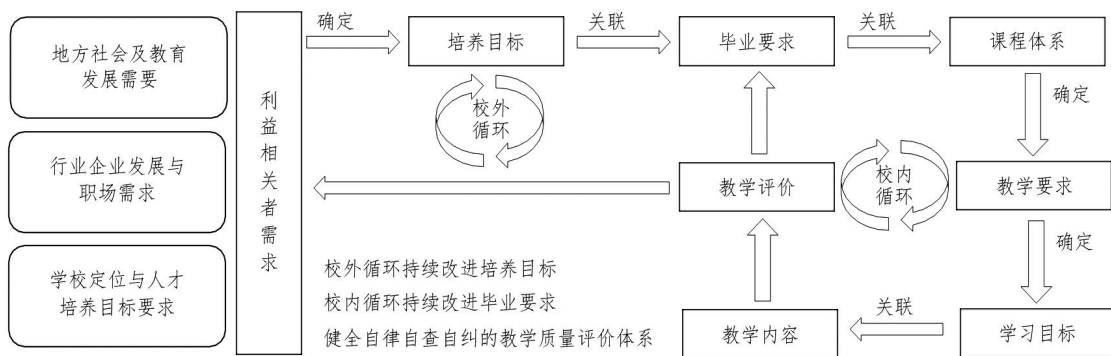 地方社会及教育
发展需要
行业企业发展与
职场需求
学校定位与人才
培养目标要求
利益相关者需求
确定
培养目标
关联
毕业要求
关联
课程体系
确定
校外
循环
教学评价
校内
循环
教学要求
确定
学习目标
关联
教学内容
校外循环持续改进培养目标
校内循环持续改进毕业要求
健全自律自查自纠的教学质量评价体系